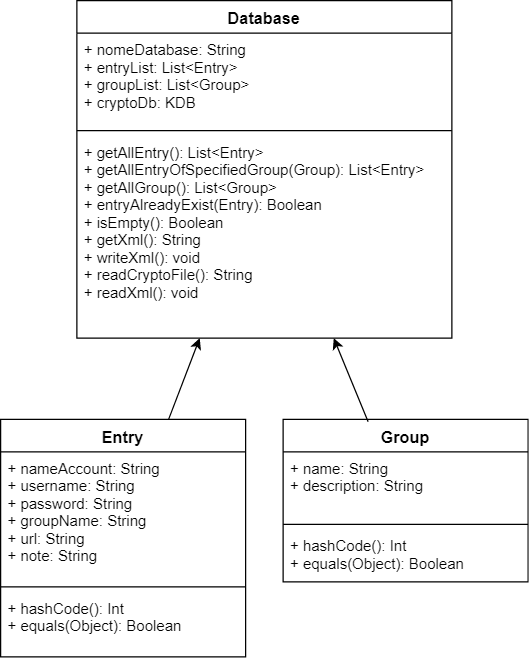 Database
+ nomeDatabase: String
+ entryList: List<Entry>
+ groupList: List<Group>
+ cryptoDb: KDB
+ getAllEntry(): List<Entry>
+ getAllEntryOfSpecifiedGroup(Group): List<Entry>
+ getAllGroup(): List<Group>
+ entryAlreadyExist(Entry): Boolean
+ isEmpty(): Boolean
+ getXml(): String
+ writeXml(): void
+ readCryptoFile(): String
+ readXml(): void
Entry
+ nameAccount: String
+ username: String
+ password: String
+ groupName: String
+ url: String
+ note: String
+ hashCode(): Int
+ equals(Object): Boolean
Group
+ name: String
+ description: String
+ hashCode(): Int
+ equals(Object): Boolean